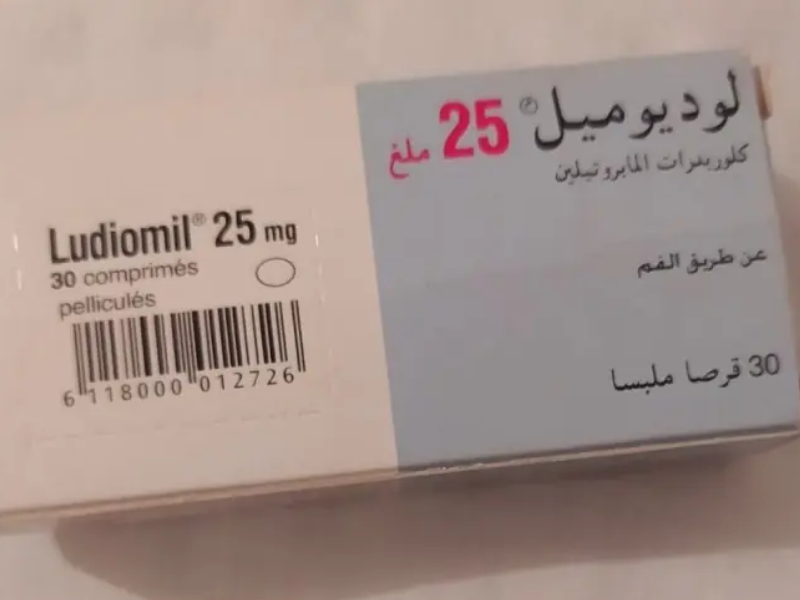 Ludiomil® 25 mg
30 comprimés
pelliculés
6 118000 012726
لوديوميل® 25 ملغ
كلوريدرات المابروتيلين
عن طريق الفم
30 قرصا ملبسا